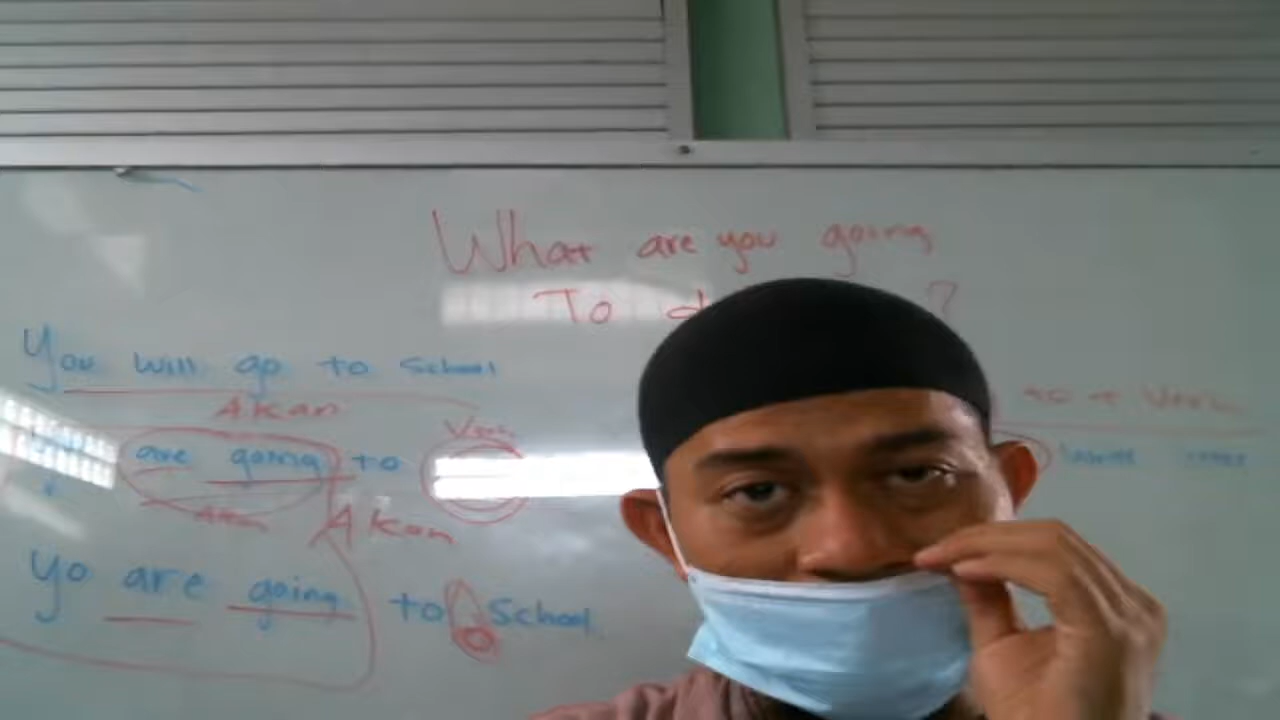 What are you going
To d ?
You will go to School
Akan
to + Verb
Verb
are going to
Akan
Akan
yo are going to School